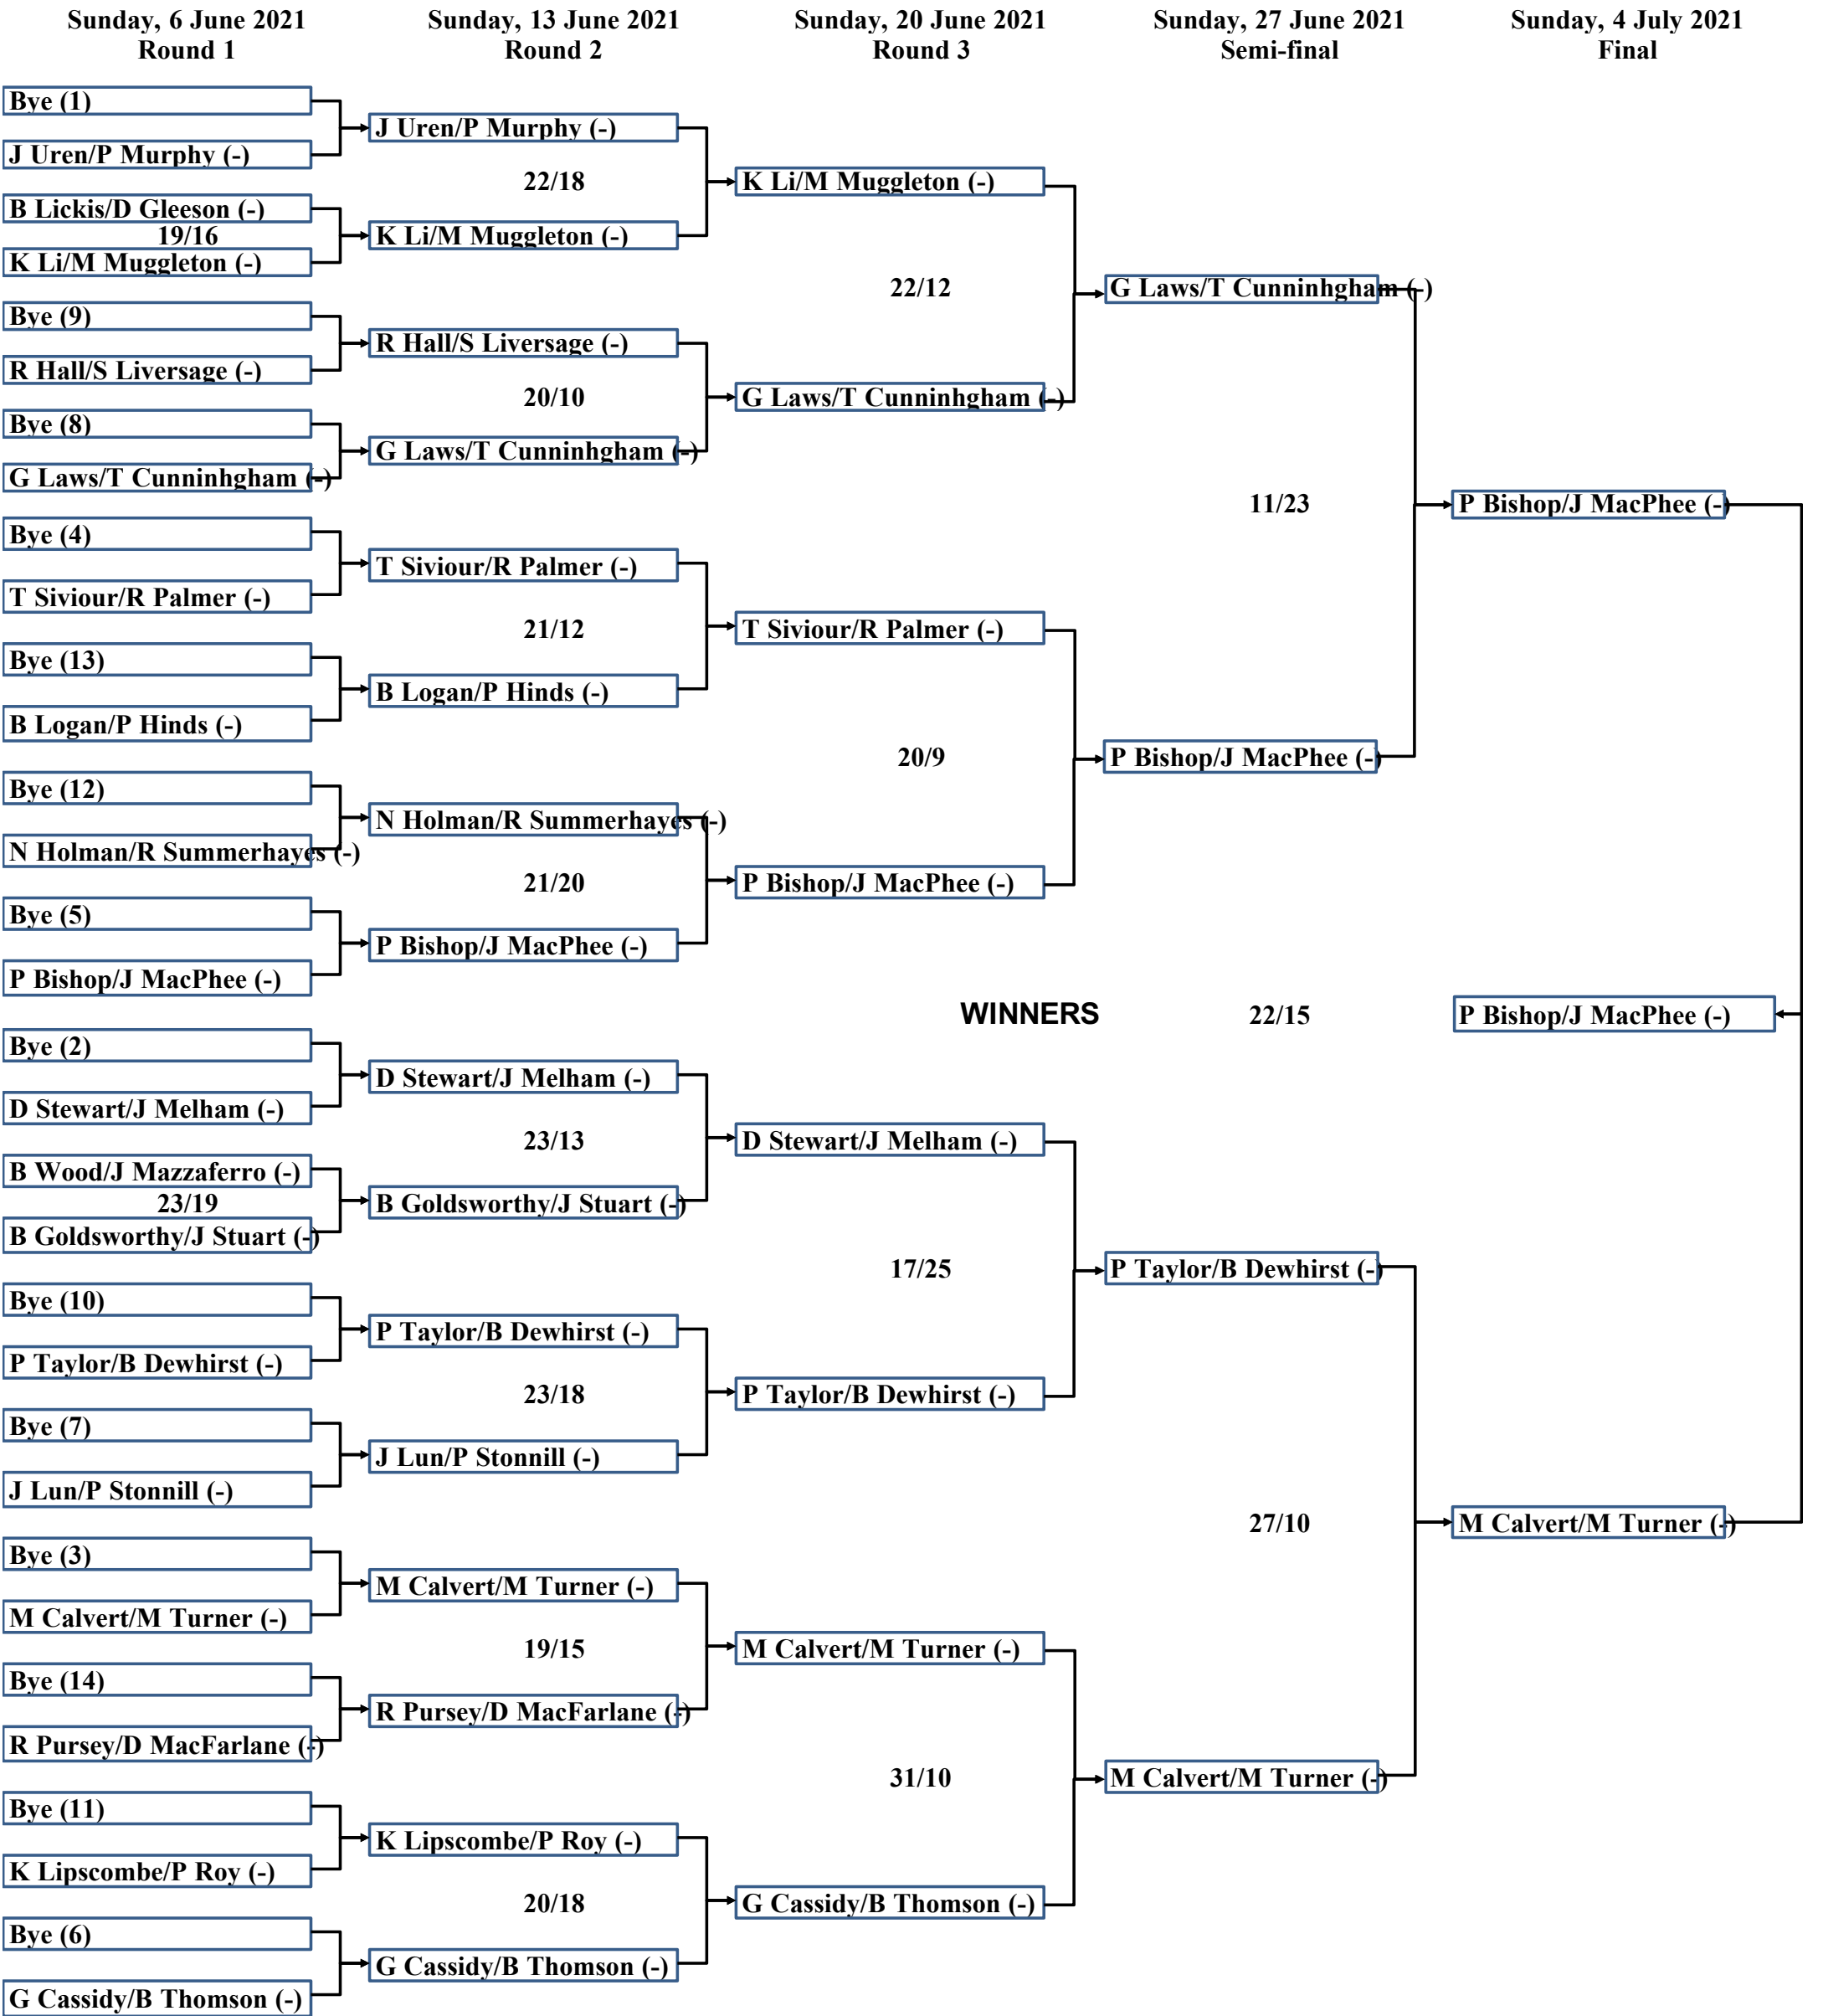 Sunday, 6 June 2021
Round 1
Sunday, 13 June 2021
Round 2
Sunday, 20 June 2021
Round 3
Sunday, 27 June 2021
Semi-final
Sunday, 4 July 2021
Final
Bye (1)
J Uren/P Murphy (-)
B Lickis/D Gleeson (-)
19/16
K Li/M Muggleton (-)
Bye (9)
R Hall/S Liversage (-)
Bye (8)
G Laws/T Cunninhgham (-)
Bye (4)
T Siviour/R Palmer (-)
Bye (13)
B Logan/P Hinds (-)
Bye (12)
N Holman/R Summerhayes (-)
Bye (5)
P Bishop/J MacPhee (-)
Bye (2)
D Stewart/J Melham (-)
B Wood/J Mazzaferro (-)
23/19
B Goldsworthy/J Stuart (-)
Bye (10)
P Taylor/B Dewhirst (-)
Bye (7)
J Lun/P Stonnill (-)
Bye (3)
M Calvert/M Turner (-)
Bye (14)
R Pursey/D MacFarlane (-)
Bye (11)
K Lipscombe/P Roy (-)
Bye (6)
G Cassidy/B Thomson (-)
J Uren/P Murphy (-)
22/18
K Li/M Muggleton (-)
R Hall/S Liversage (-)
20/10
G Laws/T Cunninhgham (-)
T Siviour/R Palmer (-)
21/12
B Logan/P Hinds (-)
N Holman/R Summerhayes (-)
21/20
P Bishop/J MacPhee (-)
D Stewart/J Melham (-)
23/13
B Goldsworthy/J Stuart (-)
P Taylor/B Dewhirst (-)
23/18
J Lun/P Stonnill (-)
M Calvert/M Turner (-)
19/15
R Pursey/D MacFarlane (-)
K Lipscombe/P Roy (-)
20/18
G Cassidy/B Thomson (-)
K Li/M Muggleton (-)
22/12
G Laws/T Cunninhgham (-)
T Siviour/R Palmer (-)
20/9
P Bishop/J MacPhee (-)
D Stewart/J Melham (-)
17/25
P Taylor/B Dewhirst (-)
M Calvert/M Turner (-)
31/10
G Cassidy/B Thomson (-)
G Laws/T Cunninhgham (-)
11/23
P Bishop/J MacPhee (-)
P Taylor/B Dewhirst (-)
27/10
M Calvert/M Turner (-)
P Bishop/J MacPhee (-)
WINNERS 22/15 P Bishop/J MacPhee (-)
M Calvert/M Turner (-)